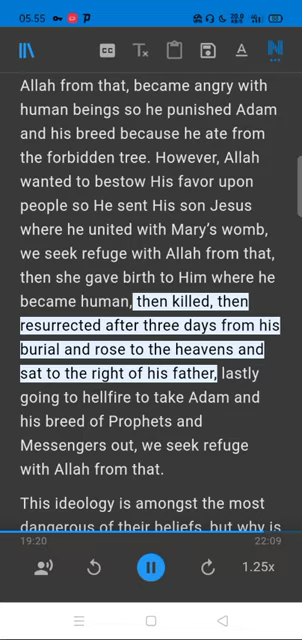 05.55
CC
Allah from that, became angry with
human beings so he punished Adam
and his breed because he ate from
the forbidden tree. However, Allah
wanted to bestow His favor upon
people so He sent His son Jesus
where he united with Mary’s womb,
we seek refuge with Allah from that,
then she gave birth to Him where he
became human, then killed, then
resurrected after three days from his
burial and rose to the heavens and
sat to the right of his father, lastly
going to hellfire to take Adam and
his breed of Prophets and
Messengers out, we seek refuge
with Allah from that.
This ideology is amongst the most
dangerous of their beliefs, but why is
19:20 22:09
1.25x